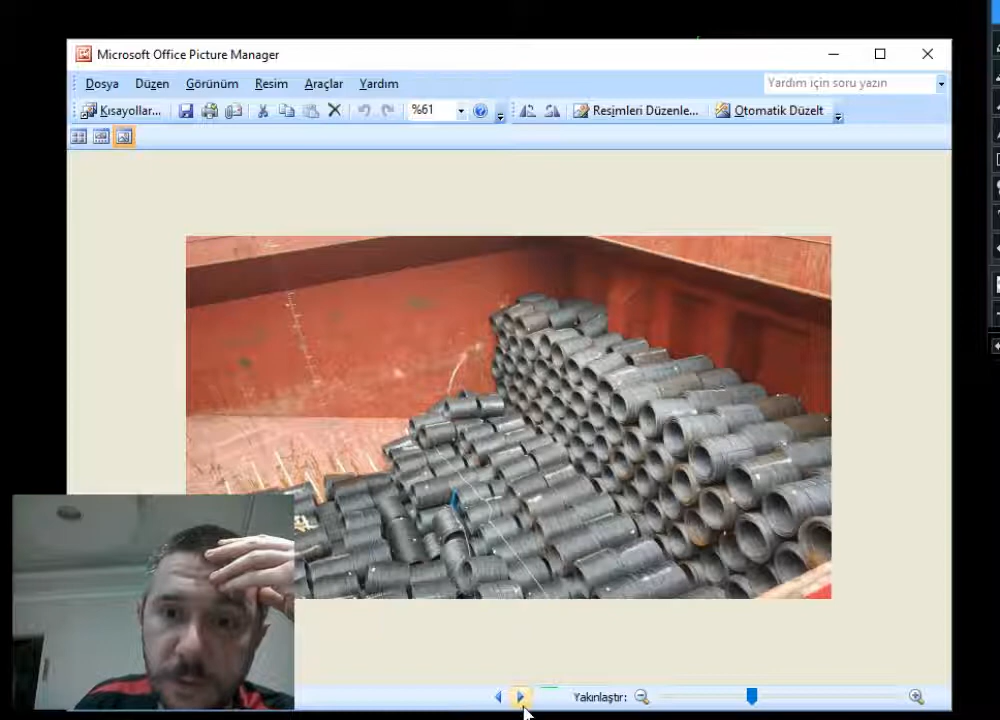 Microsoft Office Picture Manager
Dosya Düzen Görünüm Resim Araçlar Yardım
Yardım için soru yazın
Kısayollar... %61 Resimleri Düzenle... Otomatik Düzelt
Yakınlaştır: